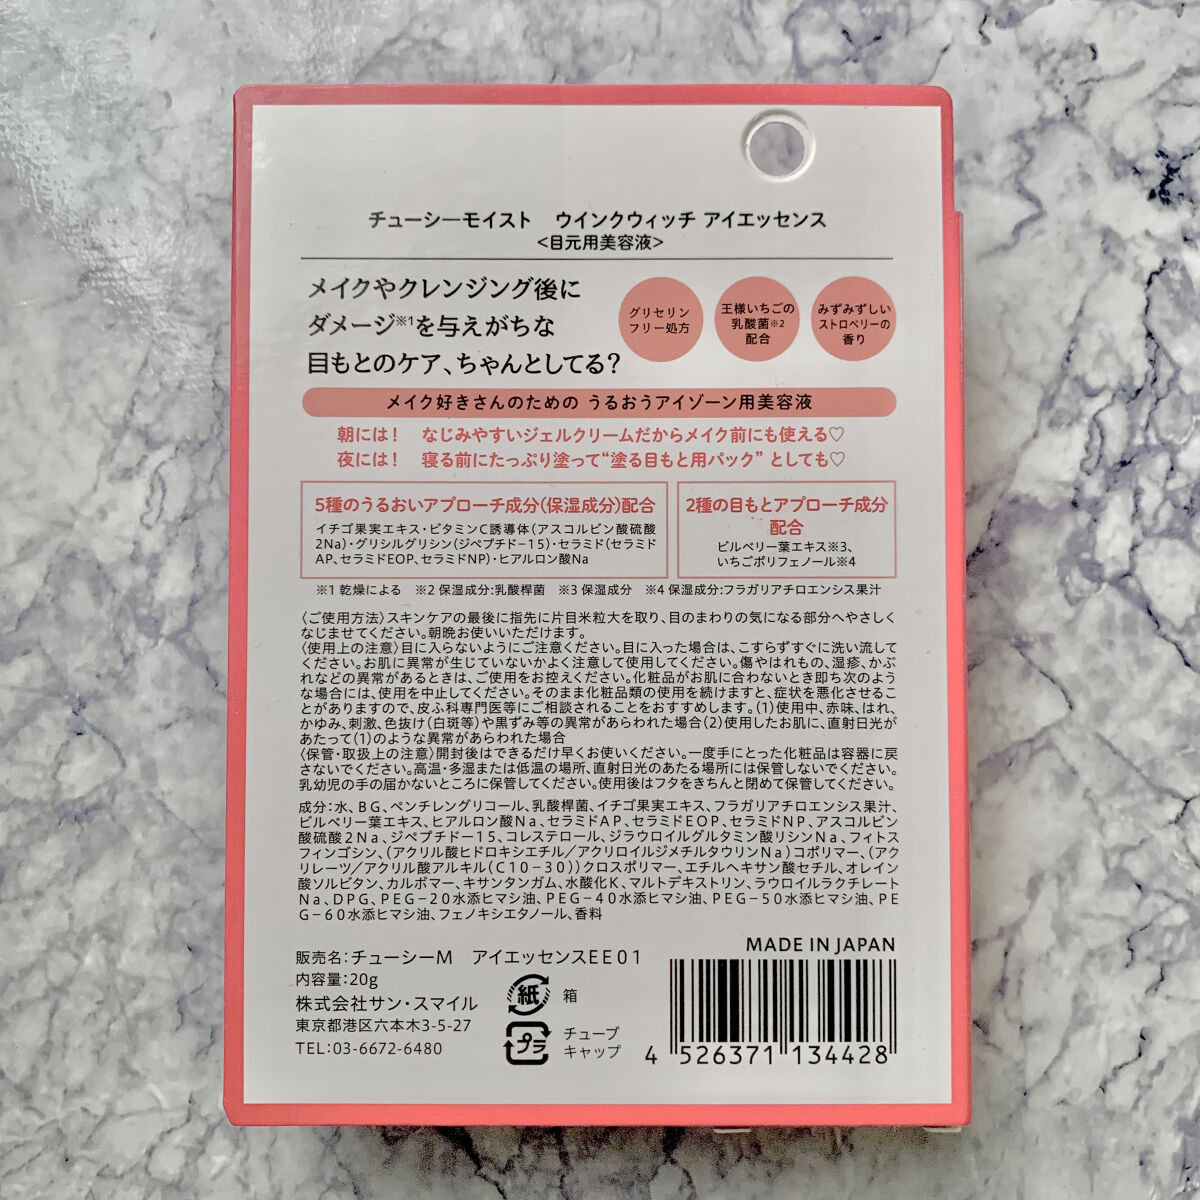 チューシーモイスト　ウインクウィッチ アイエッセンス
<目元用美容液>
メイクやクレンジング後に
ダメージ※1を与えがちな
目もとのケア、ちゃんとしてる?
グリセリン
フリー処方
王様いちごの
乳酸菌※2
配合
みずみずしい
ストロベリーの
香り
メイク好きさんのための うるおうアイゾーン用美容液
朝には!　なじみやすいジェルクリームだからメイク前にも使える♡
夜には!　寝る前にたっぷり塗って“塗る目もと用パック” としても♡
5種のうるおいアプローチ成分(保湿成分)配合
イチゴ果実エキス・ビタミンC誘導体(アスコルビン酸硫酸
2Na)・グリシルグリシン(ジペプチド-15)・セラミド(セラミド
AP、セラミドEOP、セラミドNP)・ヒアルロン酸Na
2種の目もとアプローチ成分
配合
ビルベリー葉エキス※3、
いちごポリフェノール※4
※1 乾燥による　※2 保湿成分:乳酸桿菌　※3 保湿成分　※4 保湿成分:フラガリアチロエンシス果汁
〈ご使用方法〉スキンケアの最後に指先に片目米粒大を取り、目のまわりの気になる部分へやさしく
なじませてください。朝晩お使いいただけます。
〈使用上の注意〉目に入らないようにご注意ください。目に入った場合は、こすらずすぐに洗い流して
ください。お肌に異常が生じていないかよく注意して使用してください。傷やはれもの、湿疹、かぶ
れなどの異常があるときは、ご使用をお控えください。化粧品がお肌に合わないとき即ち次のよう
な場合には、使用を中止してください。そのまま化粧品類の使用を続けますと、症状を悪化させるこ
とがありますので、皮ふ科専門医等にご相談されることをおすすめします。(1)使用中、赤味、はれ、
かゆみ、刺激、色抜け(白斑等)や黒ずみ等の異常があらわれた場合(2)使用したお肌に、直射日光が
あたって(1)のような異常があらわれた場合
〈保管・取扱上の注意〉開封後はできるだけ早くお使いください。一度手にとった化粧品は容器に戻
さないでください。高温・多湿または低温の場所、直射日光のあたる場所には保管しないでください。
乳幼児の手の届かないところに保管してください。使用後はフタをきちんと閉めて保管してください。
成分:水、BG、ペンチレングリコール、乳酸桿菌、イチゴ果実エキス、フラガリアチロエンシス果汁、
ビルベリー葉エキス、ヒアルロン酸Na、セラミドAP、セラミドEOP、セラミドNP、アスコルビン
酸硫酸2Na、ジペプチド-15、コレステロール、ジラウロイルグルタミン酸リシンNa、フィトス
フィンゴシン、(アクリル酸ヒドロキシエチル/アクリロイルジメチルタウリンNa)コポリマー、(アク
リレーツ/アクリル酸アルキル(C10-30))クロスポリマー、エチルヘキサン酸セチル、オレイン
酸ソルビタン、カルボマー、キサンタンガム、水酸化K、マルトデキストリン、ラウロイルラクチレート
Na、DPG、PEG-20水添ヒマシ油、PEG-40水添ヒマシ油、PEG-50水添ヒマシ油、PE
G-60水添ヒマシ油、フェノキシエタノール、香料
販売名:チューシーM　アイエッセンスEE01
内容量:20g
株式会社サン・スマイル
東京都港区六本木3-5-27
TEL:03-6672-6480
紙
箱
プラ
チューブ
キャップ
MADE IN JAPAN
4 526371 134428